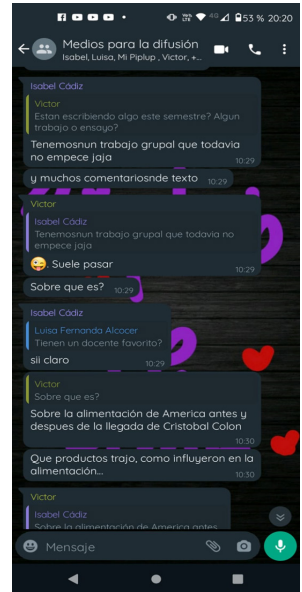 53 % 20:20
Medios para la difusión
Isabel, Luisa, Mi Piplup , Victor, +...
Isabel Cádiz
Victor
Estan escribiendo algo este semestre? Algun
trabajo o ensayo?
Tenemosnun trabajo grupal que todavia
no empece jaja
10:29
y muchos comentariosnde texto 10:29
Victor
Isabel Cádiz
Tenemosnun trabajo grupal que todavia no
empece jaja
😜. Suele pasar
10:29
Sobre que es? 10:29
Isabel Cádiz
Luisa Fernanda Alcocer
Tienen un docente favorito?
sii claro 10:29
Victor
Sobre que es?
Sobre la alimentación de America antes y
despues de la llegada de Cristobal Colon
10:30
Que productos trajo, como influyeron en la
alimentación... 10:30
Victor
Isabel Cádiz
Sobre la alimentación de America antes
Mensaje